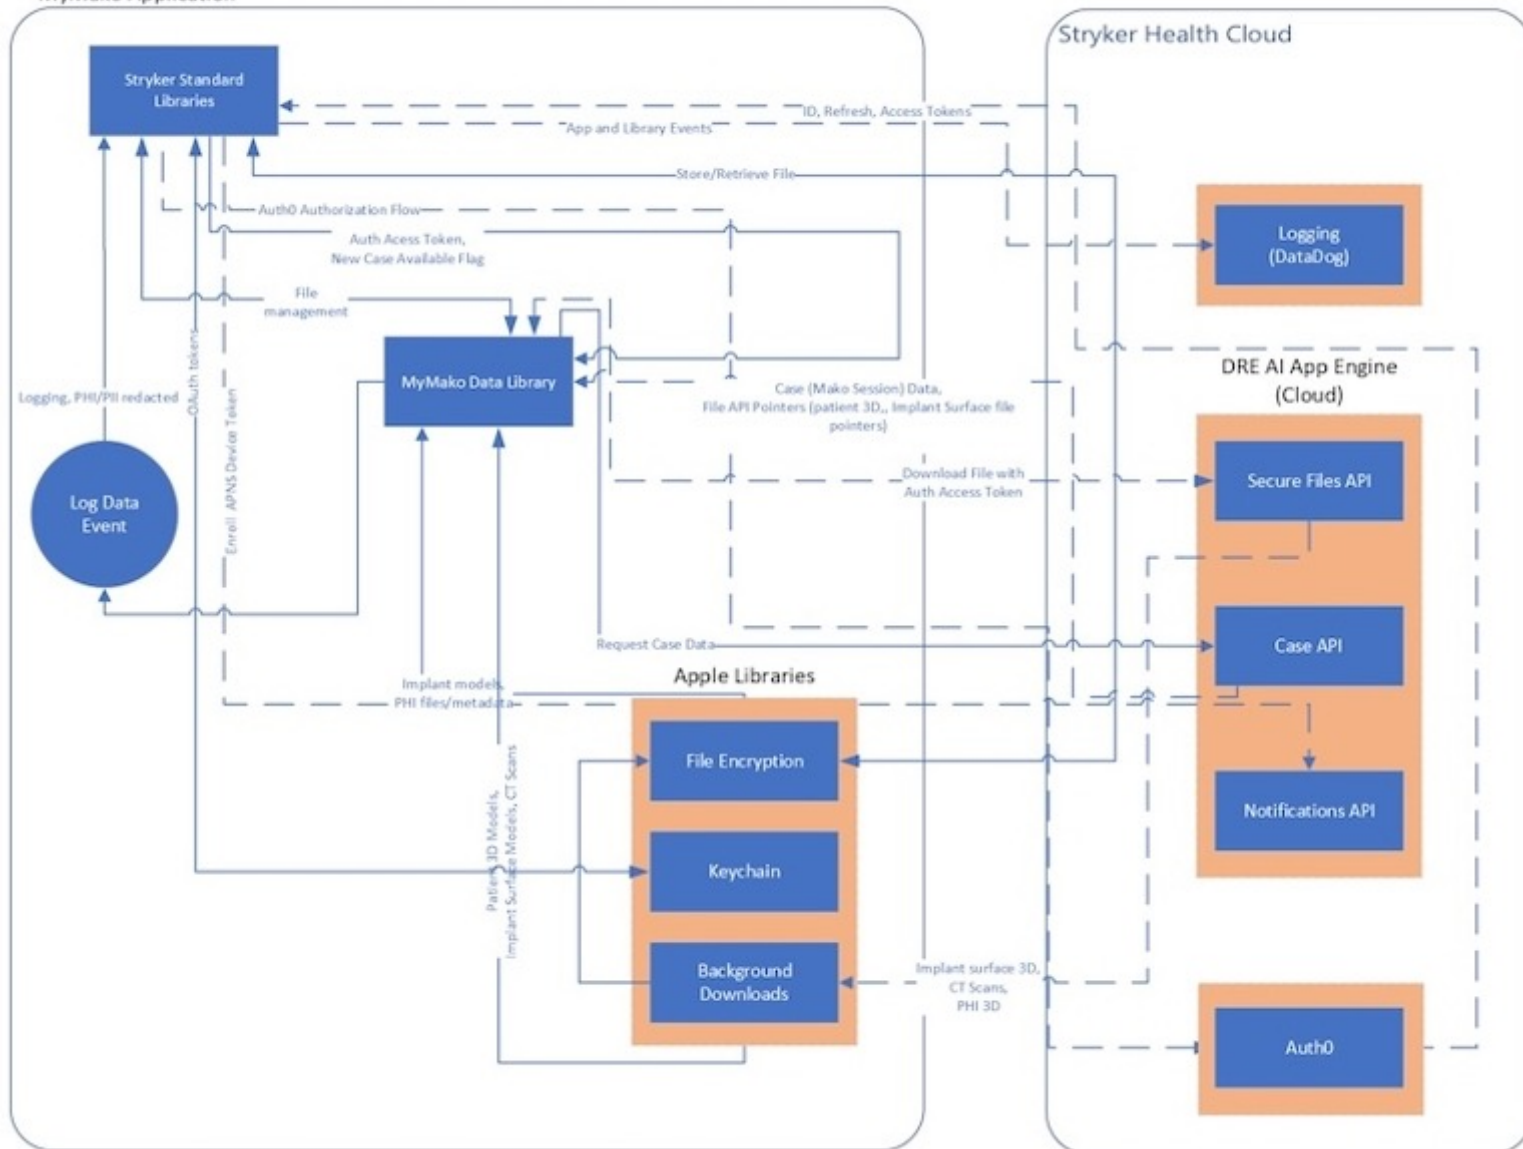 MyMako Application
Stryker Health Cloud
Stryker Standard
Libraries
ID, Refresh, Access Tokens
App and Library Events
Store/Retrieve File
Auth0 Authorization Flow
Auth Acess Token,
New Case Available Flag
Logging
(DataDog)
File
management
MyMako Data Library
OAuth tokens
Logging, PHI/PII redacted
Enroll APNS Device Token
Case (Mako Session) Data,
File API Pointers (patient 3D,, Implant Surface file
pointers)
DRE AI App Engine
(Cloud)
Download File with
Auth Access Token
Secure Files API
Log Data
Event
Request Case Data
Case API
Apple Libraries
Implant models,
PHI files/metadata
File Encryption
Notifications API
Patient 3D Models,
Implant Surface Models, CT Scans
Keychain
Background
Downloads
Implant surface 3D,
CT Scans,
PHI 3D
Auth0